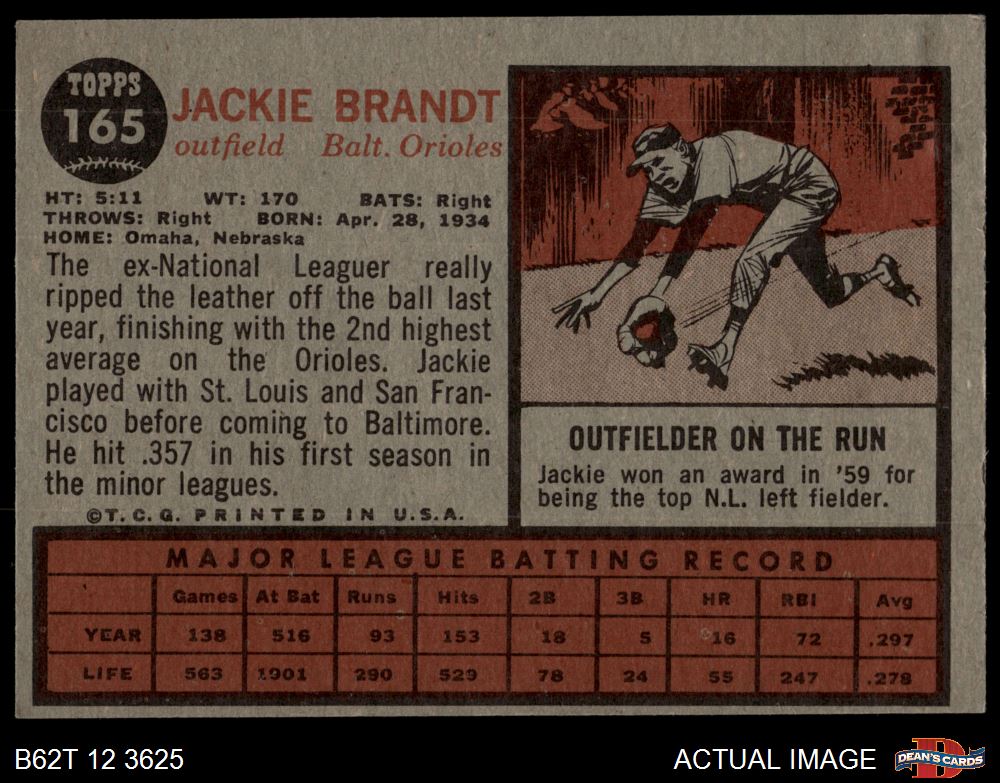 TOPPS
165
JACKIE BRANDT
outfield Balt. Orioles
HT: 5:11 WT: 170 BATS: Right
THROWS: Right BORN: Apr. 28, 1934
HOME: Omaha, Nebraska
The ex-National Leaguer really
ripped the leather off the ball last
year, finishing with the 2nd highest
average on the Orioles. Jackie
played with St. Louis and San Fran-
cisco before coming to Baltimore.
He hit .357 in his first season in
the minor leagues.
©T.C.G. PRINTED IN U.S.A.
OUTFIELDER ON THE RUN
Jackie won an award in '59 for
being the top N.L. left fielder.
MAJOR LEAGUE BATTING RECORD
Games At Bat Runs Hits 2B 3B HR RBI Avg
YEAR 138 516 93 153 18 5 16 72 .297
LIFE 563 1901 290 529 78 24 55 247 .278
B62T 12 3625
ACTUAL IMAGE
D
DEAN'S CARDS